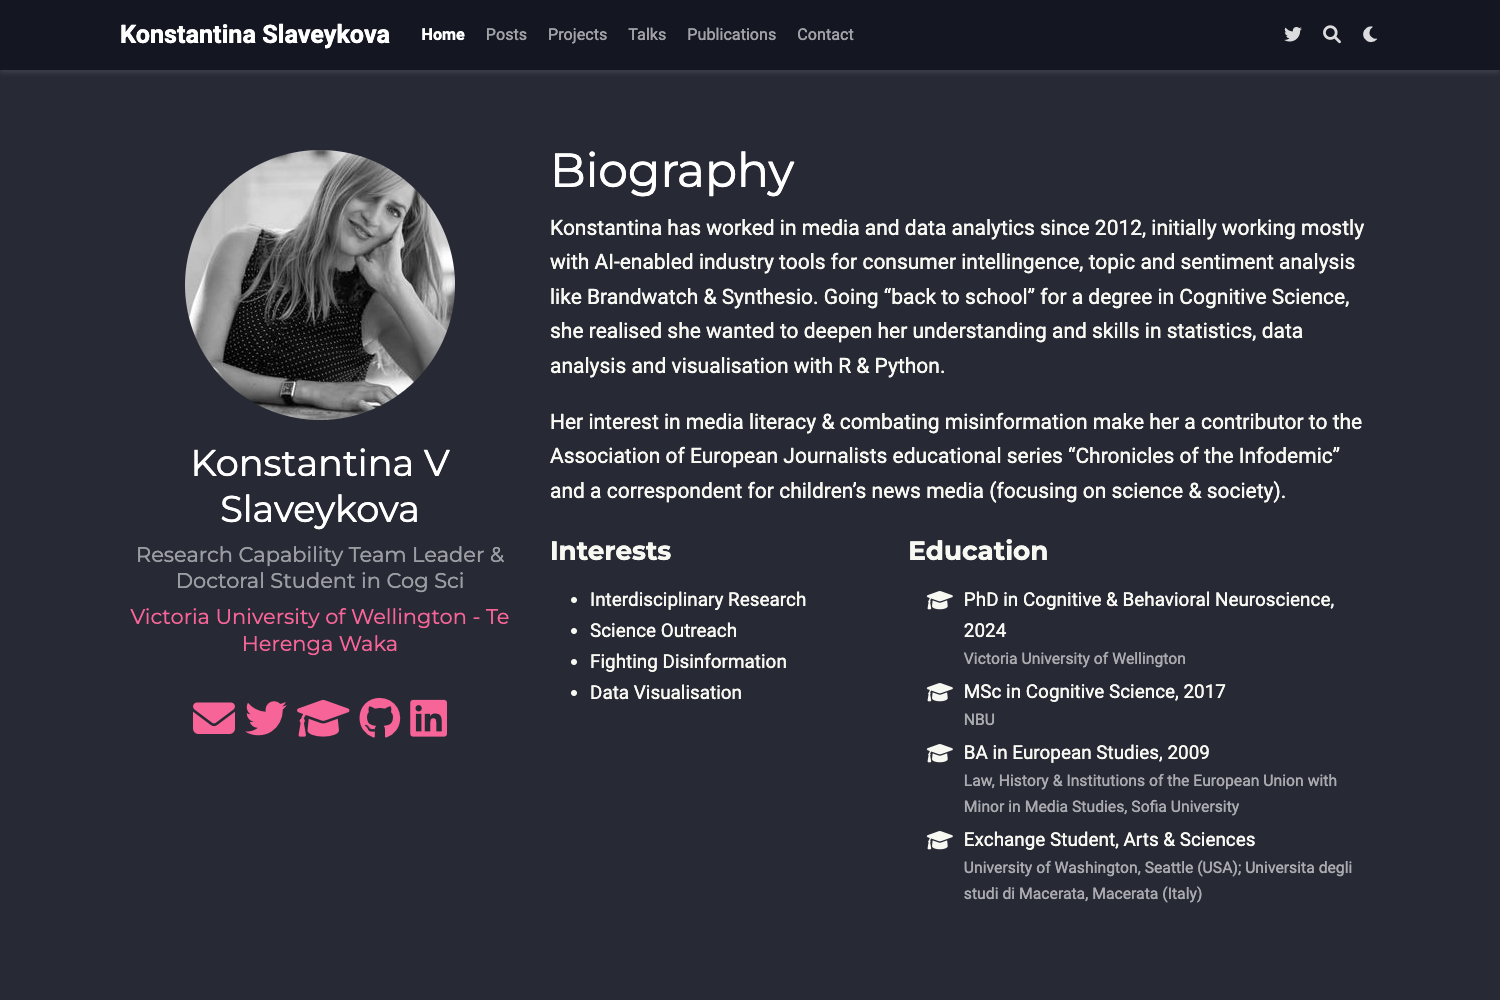 Konstantina Slaveykova
Home Posts Projects Talks Publications Contact
Biography
Konstantina has worked in media and data analytics since 2012, initially working mostly
with AI-enabled industry tools for consumer intellingence, topic and sentiment analysis
like Brandwatch & Synthesio. Going “back to school” for a degree in Cognitive Science,
she realised she wanted to deepen her understanding and skills in statistics, data
analysis and visualisation with R & Python.
Her interest in media literacy & combating misinformation make her a contributor to the
Association of European Journalists educational series “Chronicles of the Infodemic”
and a correspondent for children’s news media (focusing on science & society).
Konstantina V
Slaveykova
Research Capability Team Leader &
Doctoral Student in Cog Sci
Victoria University of Wellington - Te
Herenga Waka
Interests
Interdisciplinary Research
Science Outreach
Fighting Disinformation
Data Visualisation
Education
PhD in Cognitive & Behavioral Neuroscience,
2024
Victoria University of Wellington
MSc in Cognitive Science, 2017
NBU
BA in European Studies, 2009
Law, History & Institutions of the European Union with
Minor in Media Studies, Sofia University
Exchange Student, Arts & Sciences
University of Washington, Seattle (USA); Universita degli
studi di Macerata, Macerata (Italy)